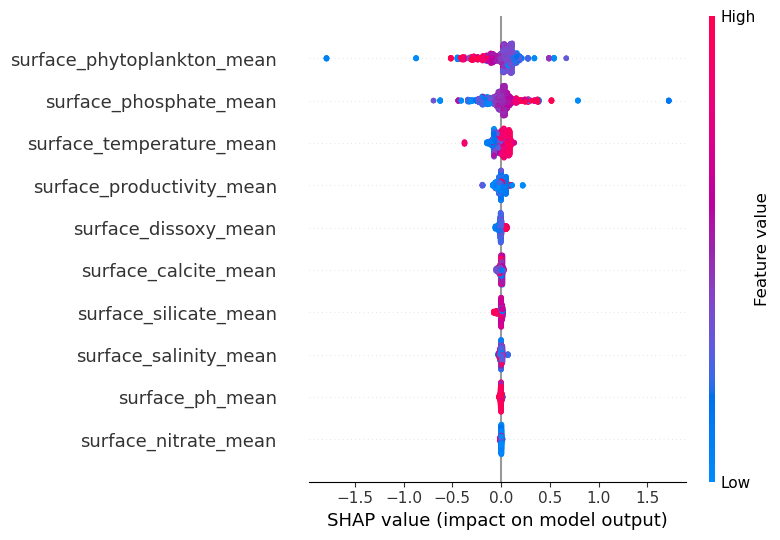 High
surface_phytoplankton_mean
surface_phosphate_mean
surface_temperature_mean
surface_productivity_mean
surface_dissoxy_mean
surface_calcite_mean
surface_silicate_mean
surface_salinity_mean
surface_ph_mean
surface_nitrate_mean
Feature value
Low
−1.5 −1.0 −0.5 0.0 0.5 1.0 1.5
SHAP value (impact on model output)